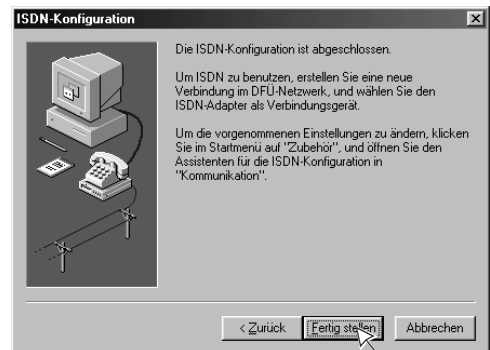 ISDN-Konfiguration
Die ISDN-Konfiguration ist abgeschlossen.
Um ISDN zu benutzen, erstellen Sie eine neue
Verbindung im DFÜ-Netzwerk, und wählen Sie den
ISDN-Adapter als Verbindungsgerät.
Um die vorgenommenen Einstellungen zu ändern, klicken
Sie im Startmenü auf "Zubehör", und öffnen Sie den
Assistenten für die ISDN-Konfiguration in
"Kommunikation".
< Zurück Fertig stellen Abbrechen